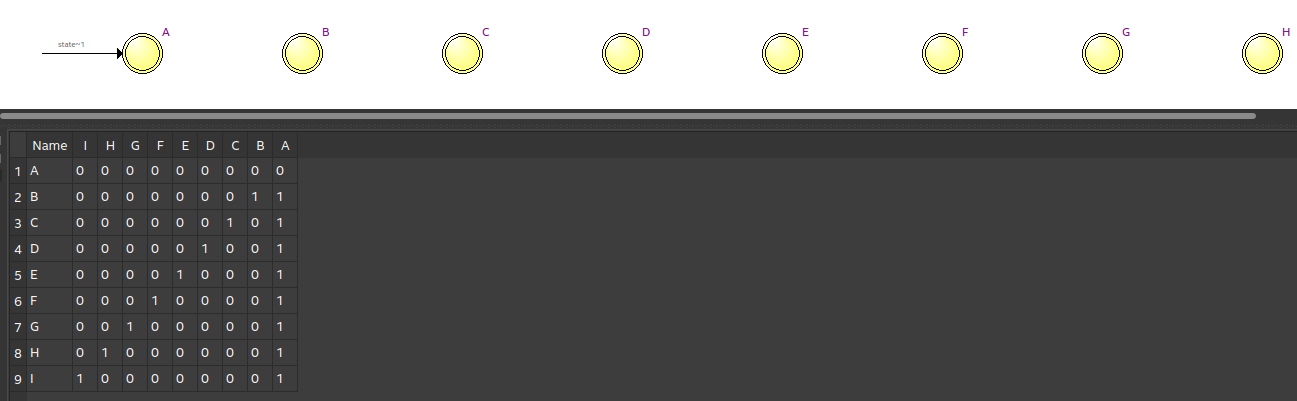 A B C D E F G H
state~1
Name I H G F E D C B A
1 A 0 0 0 0 0 0 0 0 0
2 B 0 0 0 0 0 0 0 1 1
3 C 0 0 0 0 0 0 1 0 1
4 D 0 0 0 0 0 1 0 0 1
5 E 0 0 0 0 1 0 0 0 1
6 F 0 0 0 1 0 0 0 0 1
7 G 0 0 1 0 0 0 0 0 1
8 H 0 1 0 0 0 0 0 0 1
9 I 1 0 0 0 0 0 0 0 1